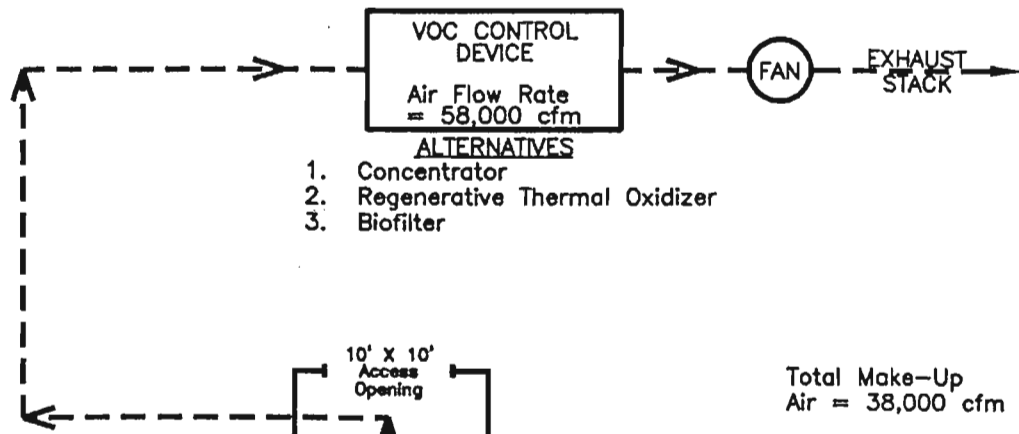 VOC CONTROL
DEVICE
Air Flow Rate
= 58,000 cfm
FAN
EXHAUST
STACK
ALTERNATIVES
1. Concentrator
2. Regenerative Thermal Oxidizer
3. Biofilter
10' X 10'
Access
Opening
Total Make-Up
Air = 38,000 cfm